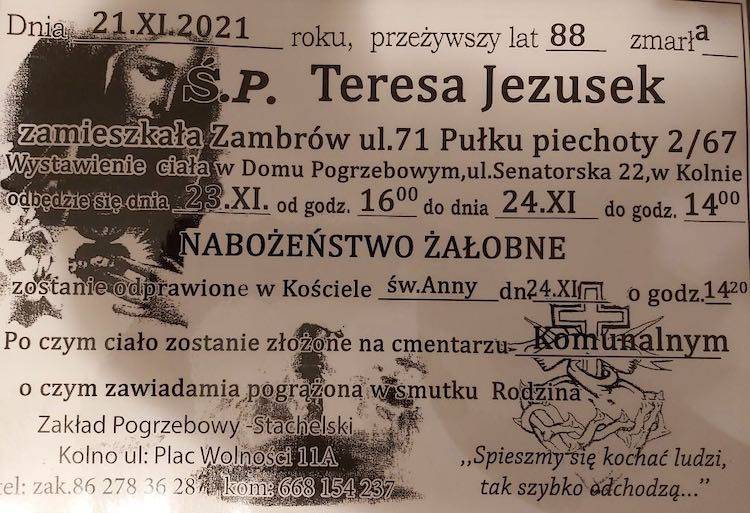 Dnia 21.XI.2021 roku, przeżywszy lat 88 zmarła
Ś.P. Teresa Jezusek
zamieszkała Zambrów ul.71 Pułku piechoty 2/67
Wystawienie ciała w Domu Pogrzebowym,ul.Senatorska 22,w Kolnie
odbędzie się dnia 23.XI. od godz. 16⁰⁰ do dnia 24.XI do godz. 14⁰⁰
NABOŻEŃSTWO ŻAŁOBNE
zostanie odprawione w Kościele św.Anny dn24.XI o godz.14²⁰
Po czym ciało zostanie złożone na cmentarzu Komunalnym
o czym zawiadamia pogrążona w smutku Rodzina
Zakład Pogrzebowy -Stachelski
Kolno ul: Plac Wolności 11A
tel: zak.86 278 36 287 kom: 668 154 237
,,Spieszmy się kochać ludzi,
tak szybko odchodzą..."